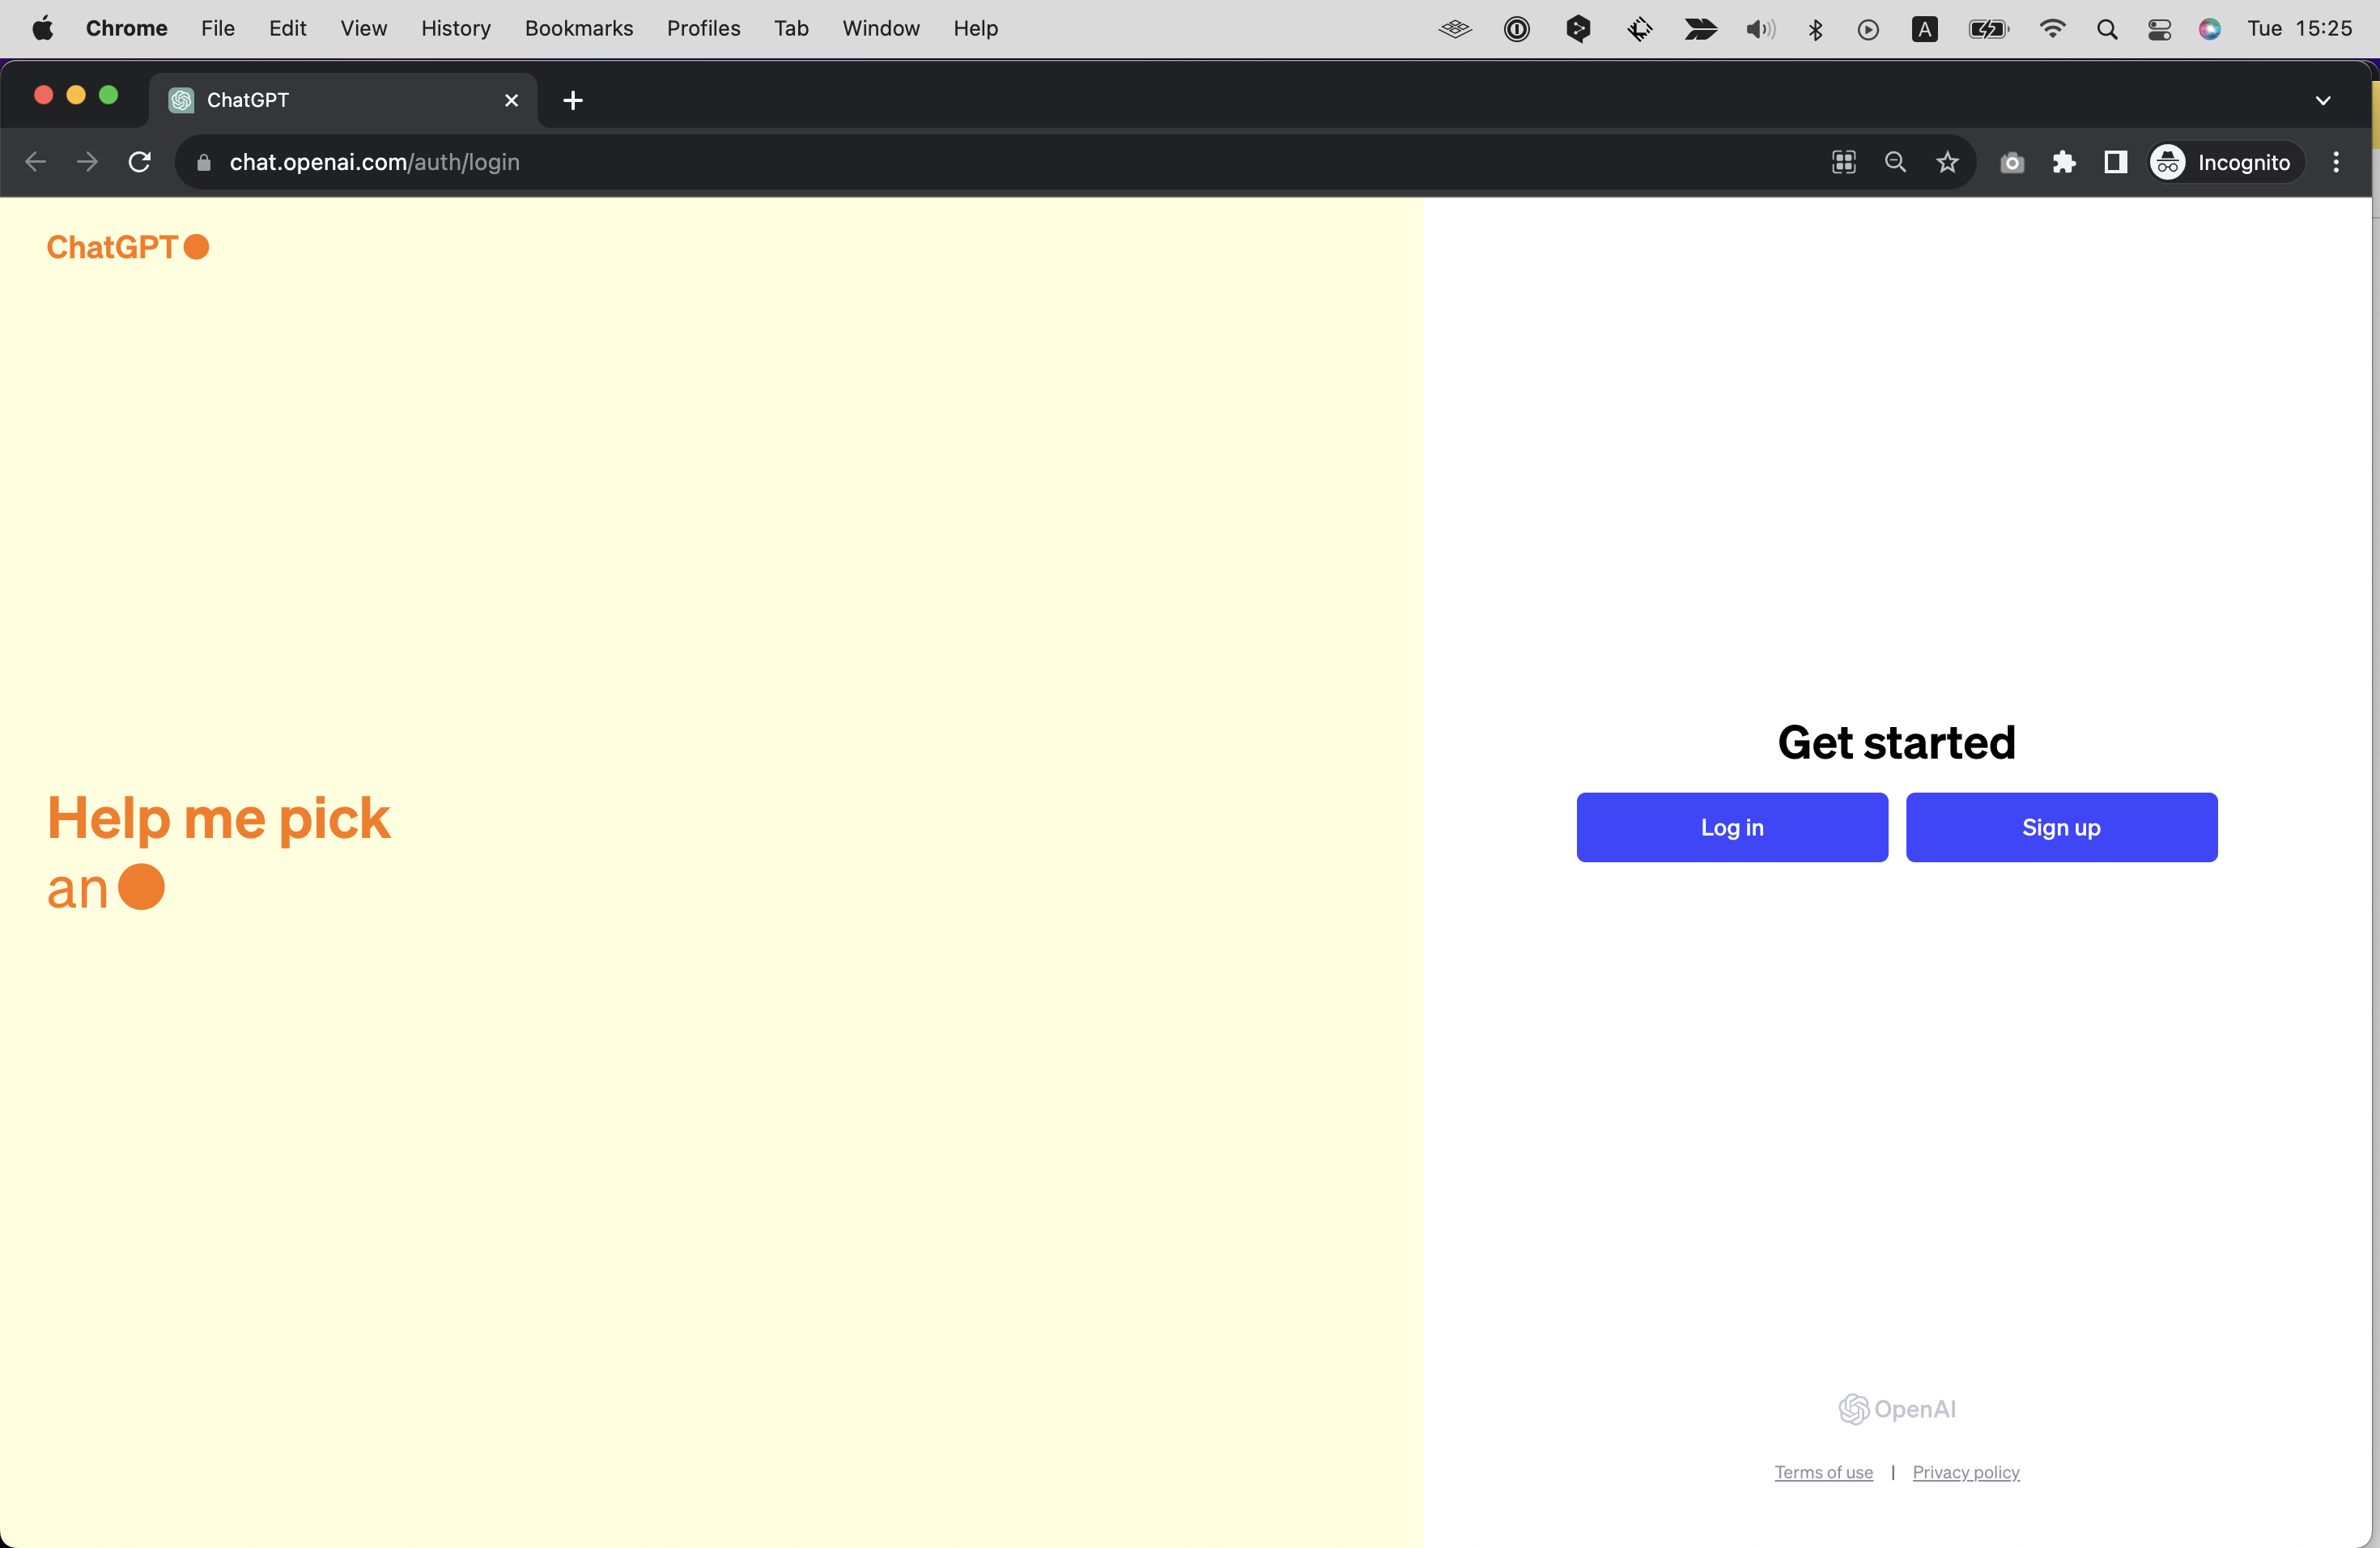 Chrome File Edit View History Bookmarks Profiles Tab Window Help A Tue 15:25
ChatGPT
chat.openai.com/auth/login Incognito
ChatGPT
Help me pick
an
Get started
Log in Sign up
OpenAI
Terms of use | Privacy policy